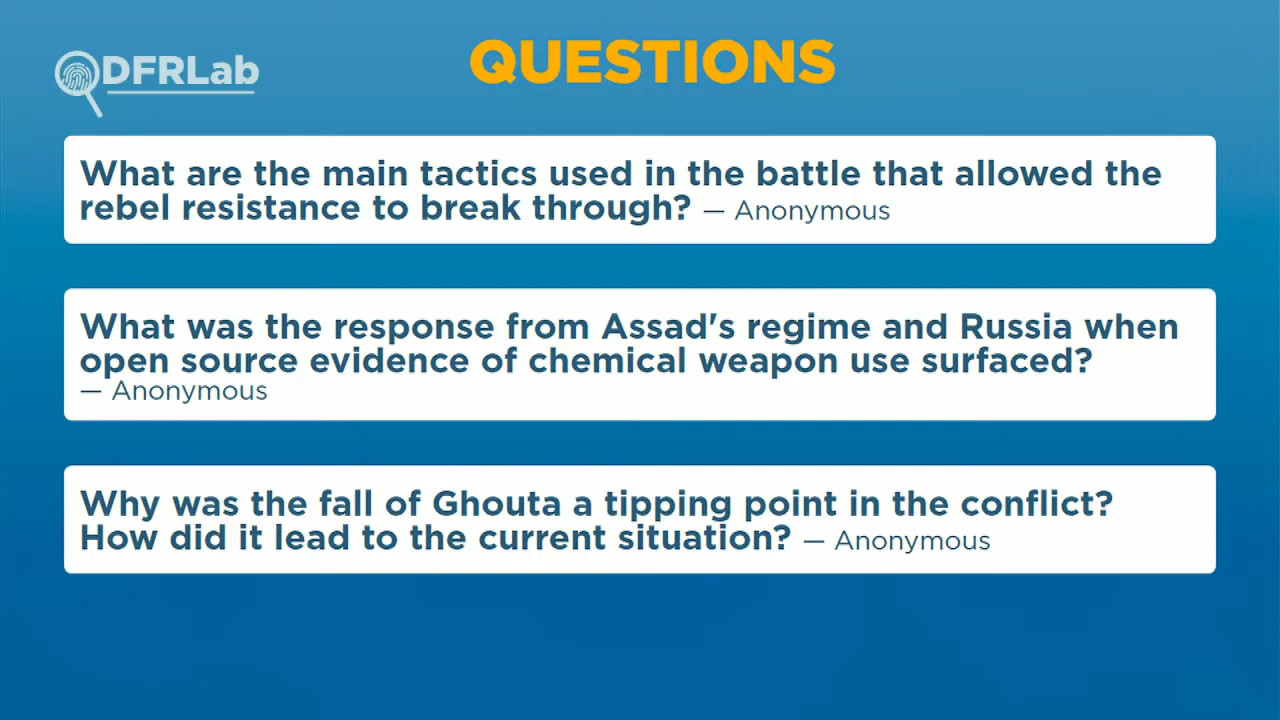 DFRLab
QUESTIONS
What are the main tactics used in the battle that allowed the
rebel resistance to break through? — Anonymous
What was the response from Assad's regime and Russia when
open source evidence of chemical weapon use surfaced?
— Anonymous
Why was the fall of Ghouta a tipping point in the conflict?
How did it lead to the current situation? — Anonymous